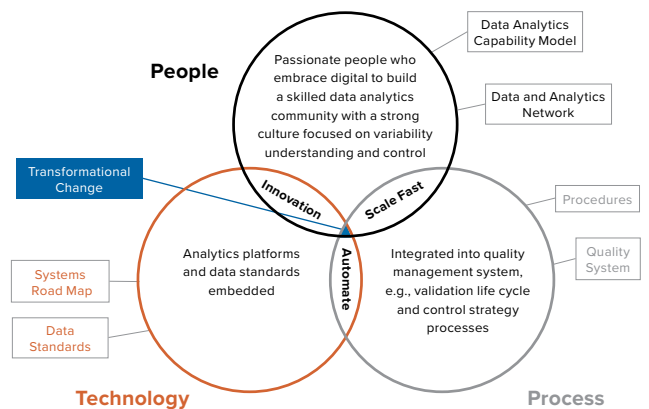 Data Analytics
Capability Model
People
Passionate people who
embrace digital to build
a skilled data analytics
community with a strong
culture focused on variability
understanding and control
Data and Analytics
Network
Transformational
Change
Innovation
Scale Fast
Procedures
Analytics platforms
and data standards
embedded
Automate
Integrated into quality
management system,
e.g., validation life cycle
and control strategy
processes
Quality
System
Systems
Road Map
Data
Standards
Technology
Process